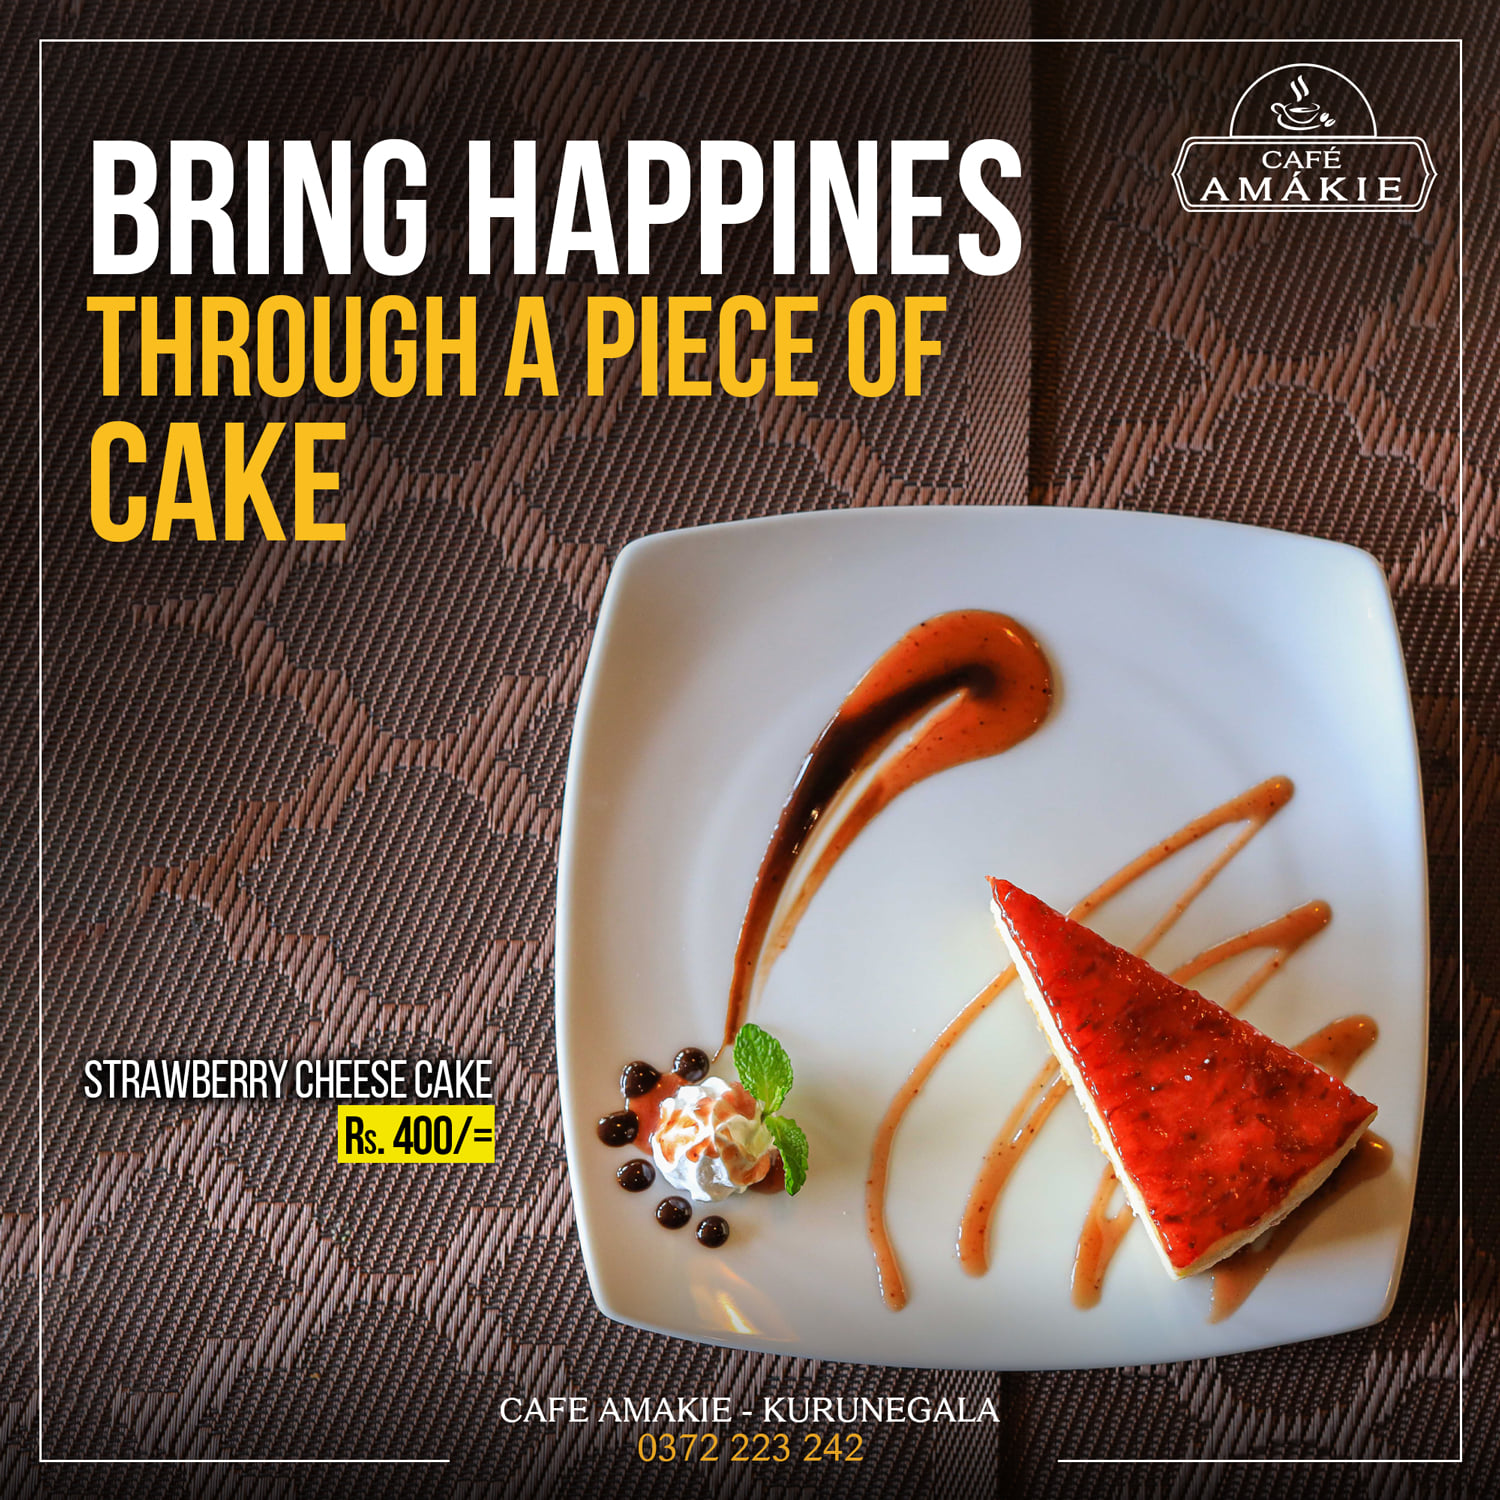 CAFÉ
AMÁKIE
BRING HAPPINES
THROUGH A PIECE OF
CAKE
STRAWBERRY CHEESE CAKE
Rs. 400/=
CAFE AMAKIE - KURUNEGALA
0372 223 242